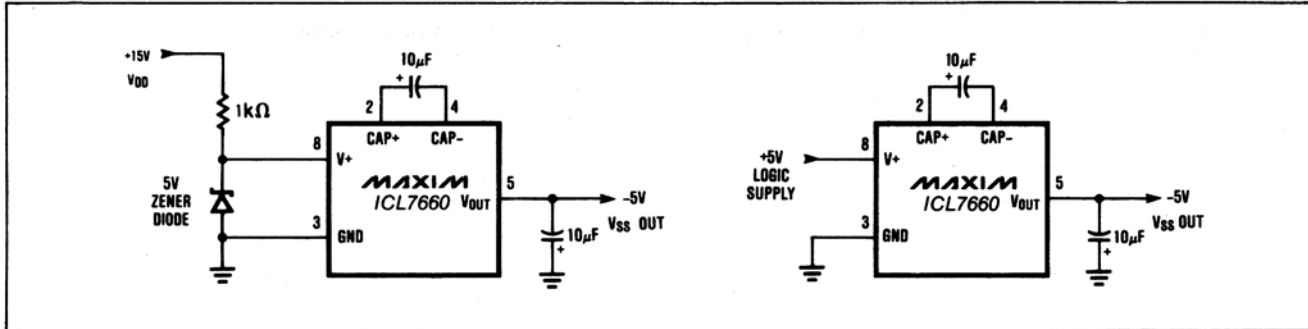 +15V
VDD
1kΩ
5V
ZENER
DIODE
10µF
+
2
4
CAP+
CAP-
8
V+
MAXIM
ICL7660
VOUT
5
3
GND
-5V
VSS OUT
10µF
+
+5V
LOGIC
SUPPLY
10µF
+
2
4
CAP+
CAP-
8
V+
MAXIM
ICL7660
VOUT
5
3
GND
-5V
VSS OUT
10µF
+